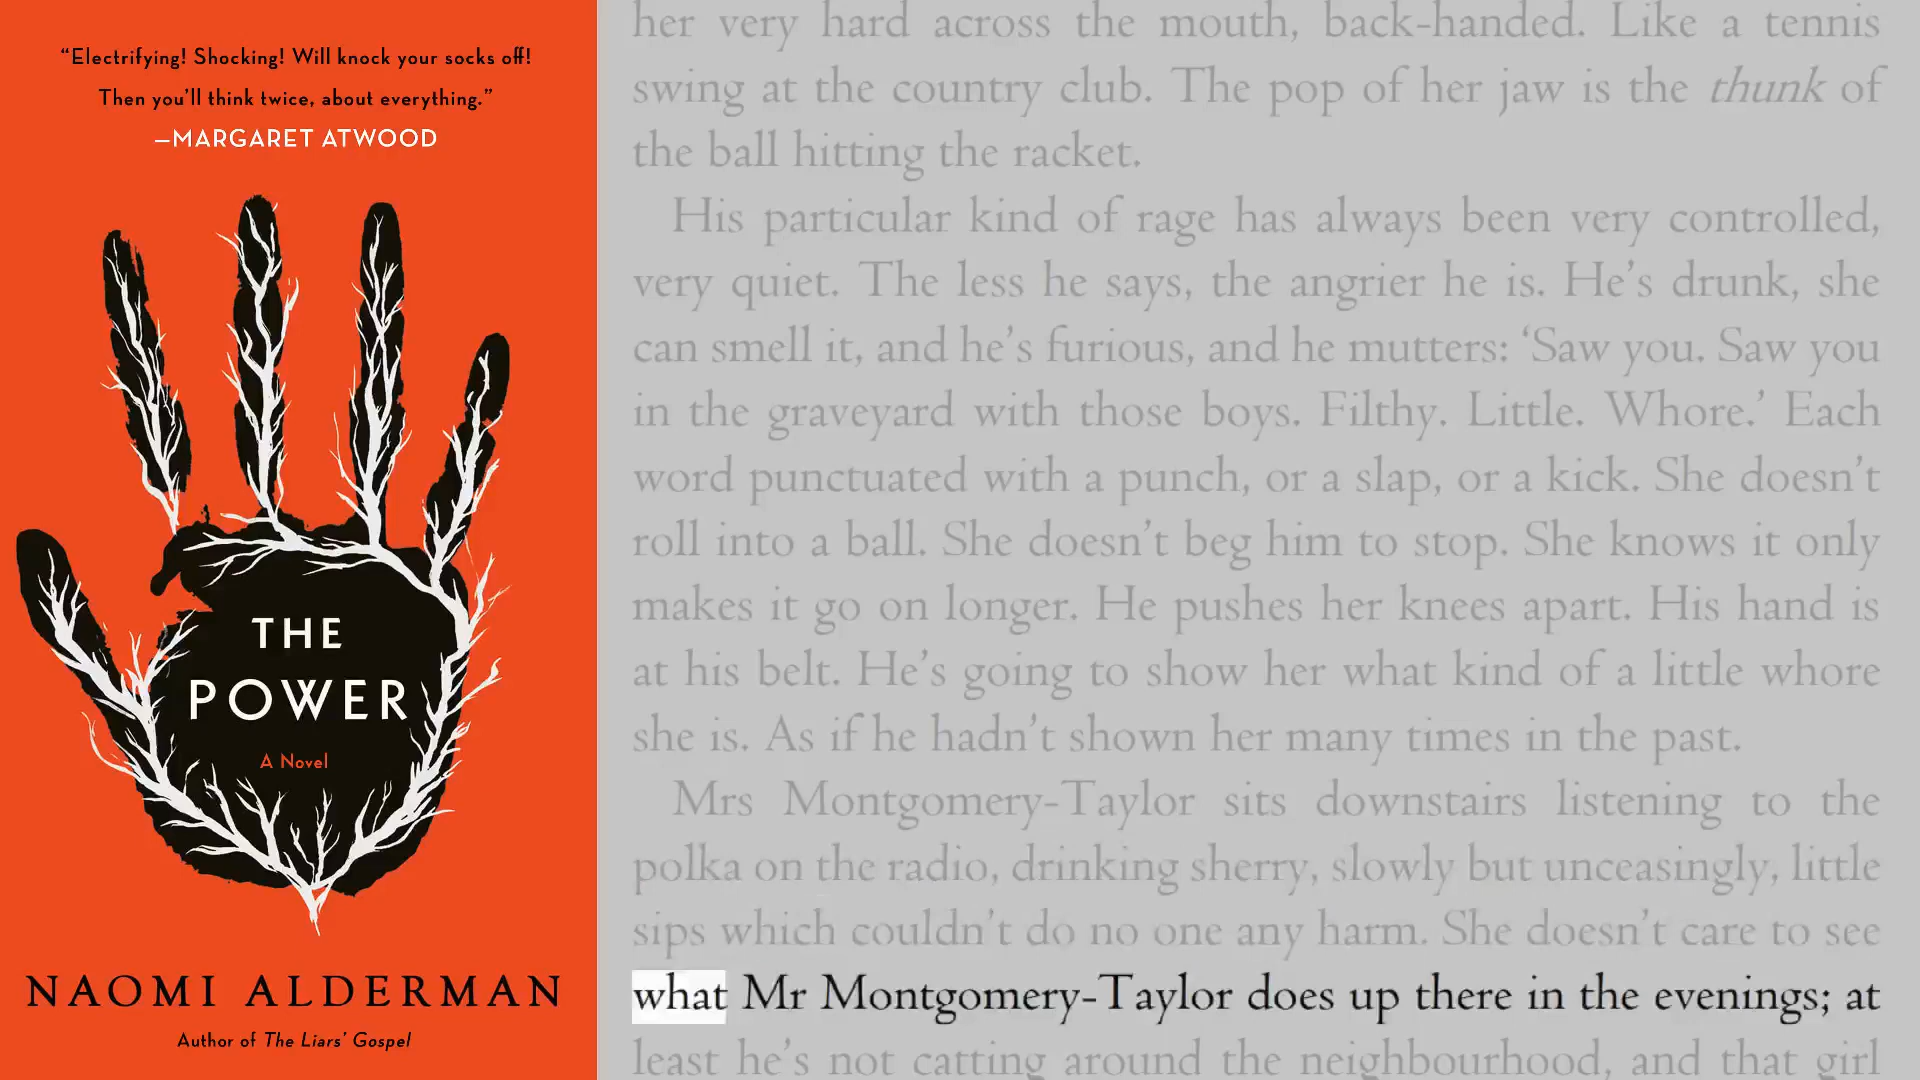 “Electrifying! Shocking! Will knock your socks off!
Then you’ll think twice, about everything.”
—MARGARET ATWOOD
THE
POWER
A Novel
NAOMI ALDERMAN
Author of The Liars’ Gospel
her very hard across the mouth, back-handed. Like a tennis
swing at the country club. The pop of her jaw is the thunk of
the ball hitting the racket.
His particular kind of rage has always been very controlled,
very quiet. The less he says, the angrier he is. He’s drunk, she
can smell it, and he’s furious, and he mutters: ‘Saw you. Saw you
in the graveyard with those boys. Filthy. Little. Whore.’ Each
word punctuated with a punch, or a slap, or a kick. She doesn’t
roll into a ball. She doesn’t beg him to stop. She knows it only
makes it go on longer. He pushes her knees apart. His hand is
at his belt. He’s going to show her what kind of a little whore
she is. As if he hadn’t shown her many times in the past.
Mrs Montgomery-Taylor sits downstairs listening to the
polka on the radio, drinking sherry, slowly but unceasingly, little
sips which couldn’t do no one any harm. She doesn’t care to see
what Mr Montgomery-Taylor does up there in the evenings; at
least he’s not catting around the neighbourhood, and that girl